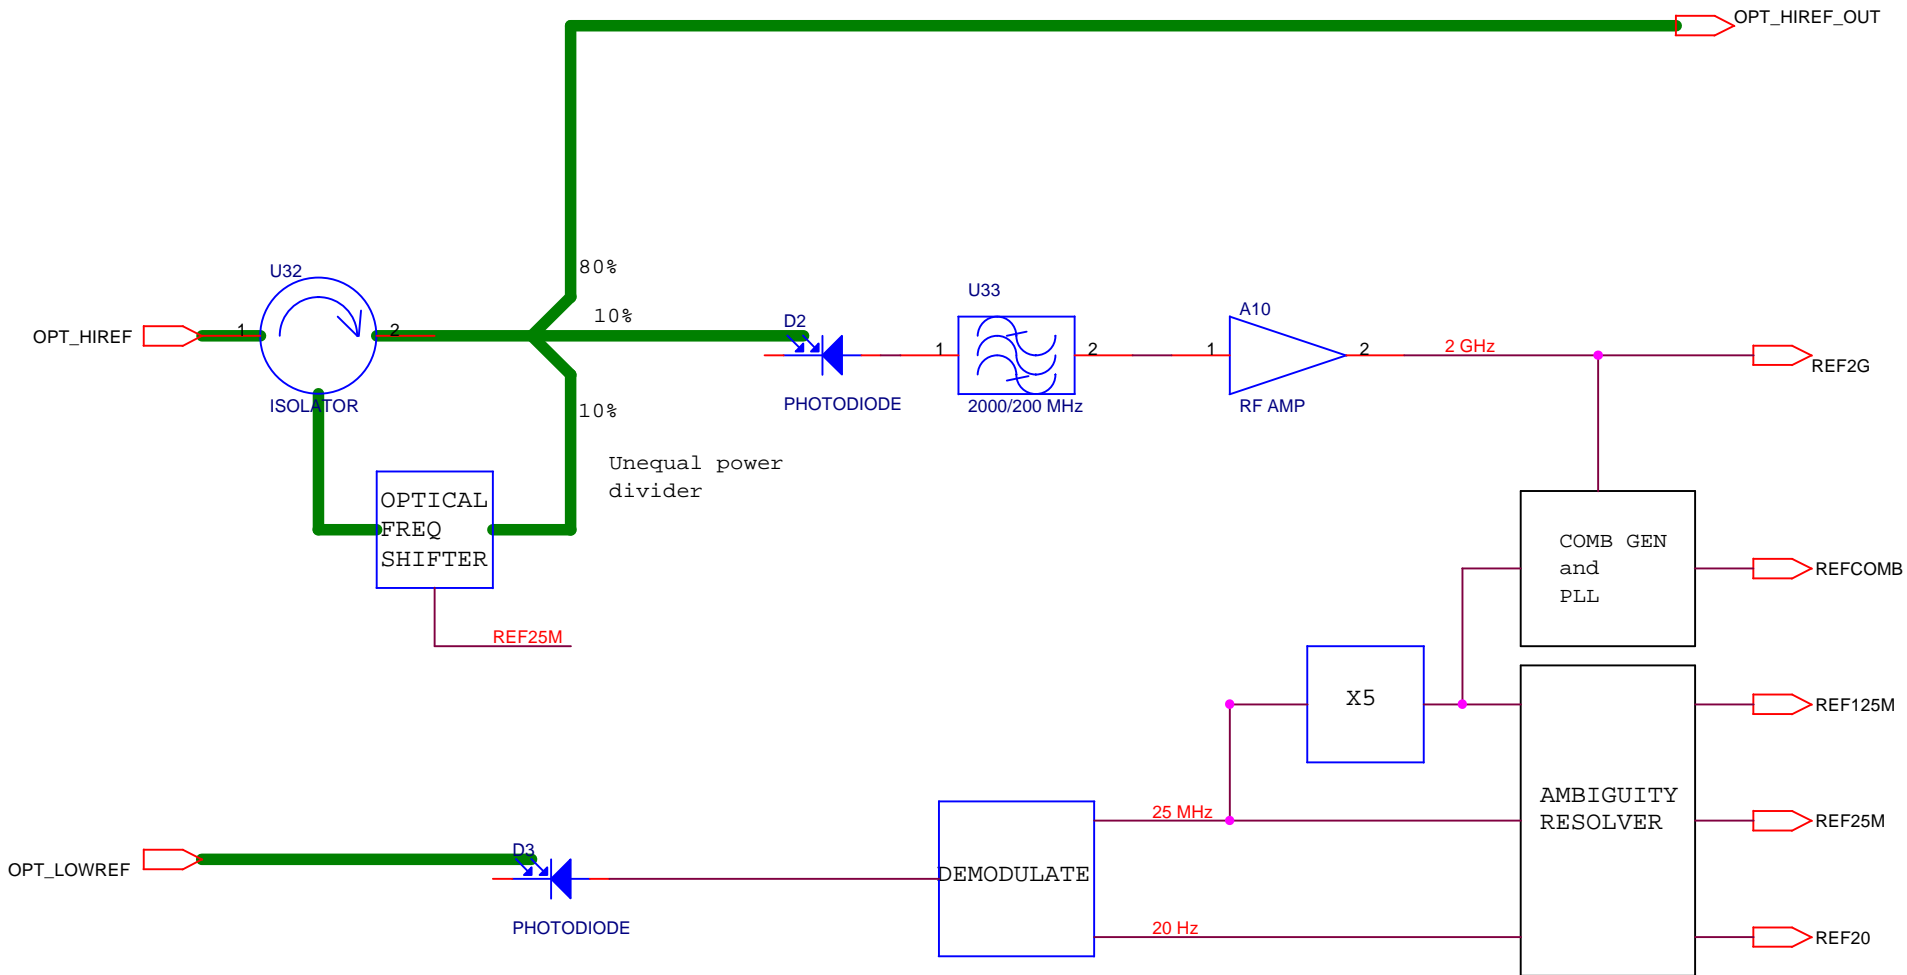 OPT_HIREF_OUT
80%
U32
10%
U33
A10
D2
OPT_HIREF
1
2
1
2
1
2
2 GHz
REF2G
ISOLATOR
10%
PHOTODIODE
2000/200 MHz
RF AMP
Unequal power
divider
OPTICAL
FREQ
SHIFTER
COMB GEN
and
PLL
REFCOMB
REF25M
X5
REF125M
AMBIGUITY
RESOLVER
25 MHz
REF25M
OPT_LOWREF
D3
DEMODULATE
PHOTODIODE
20 Hz
REF20